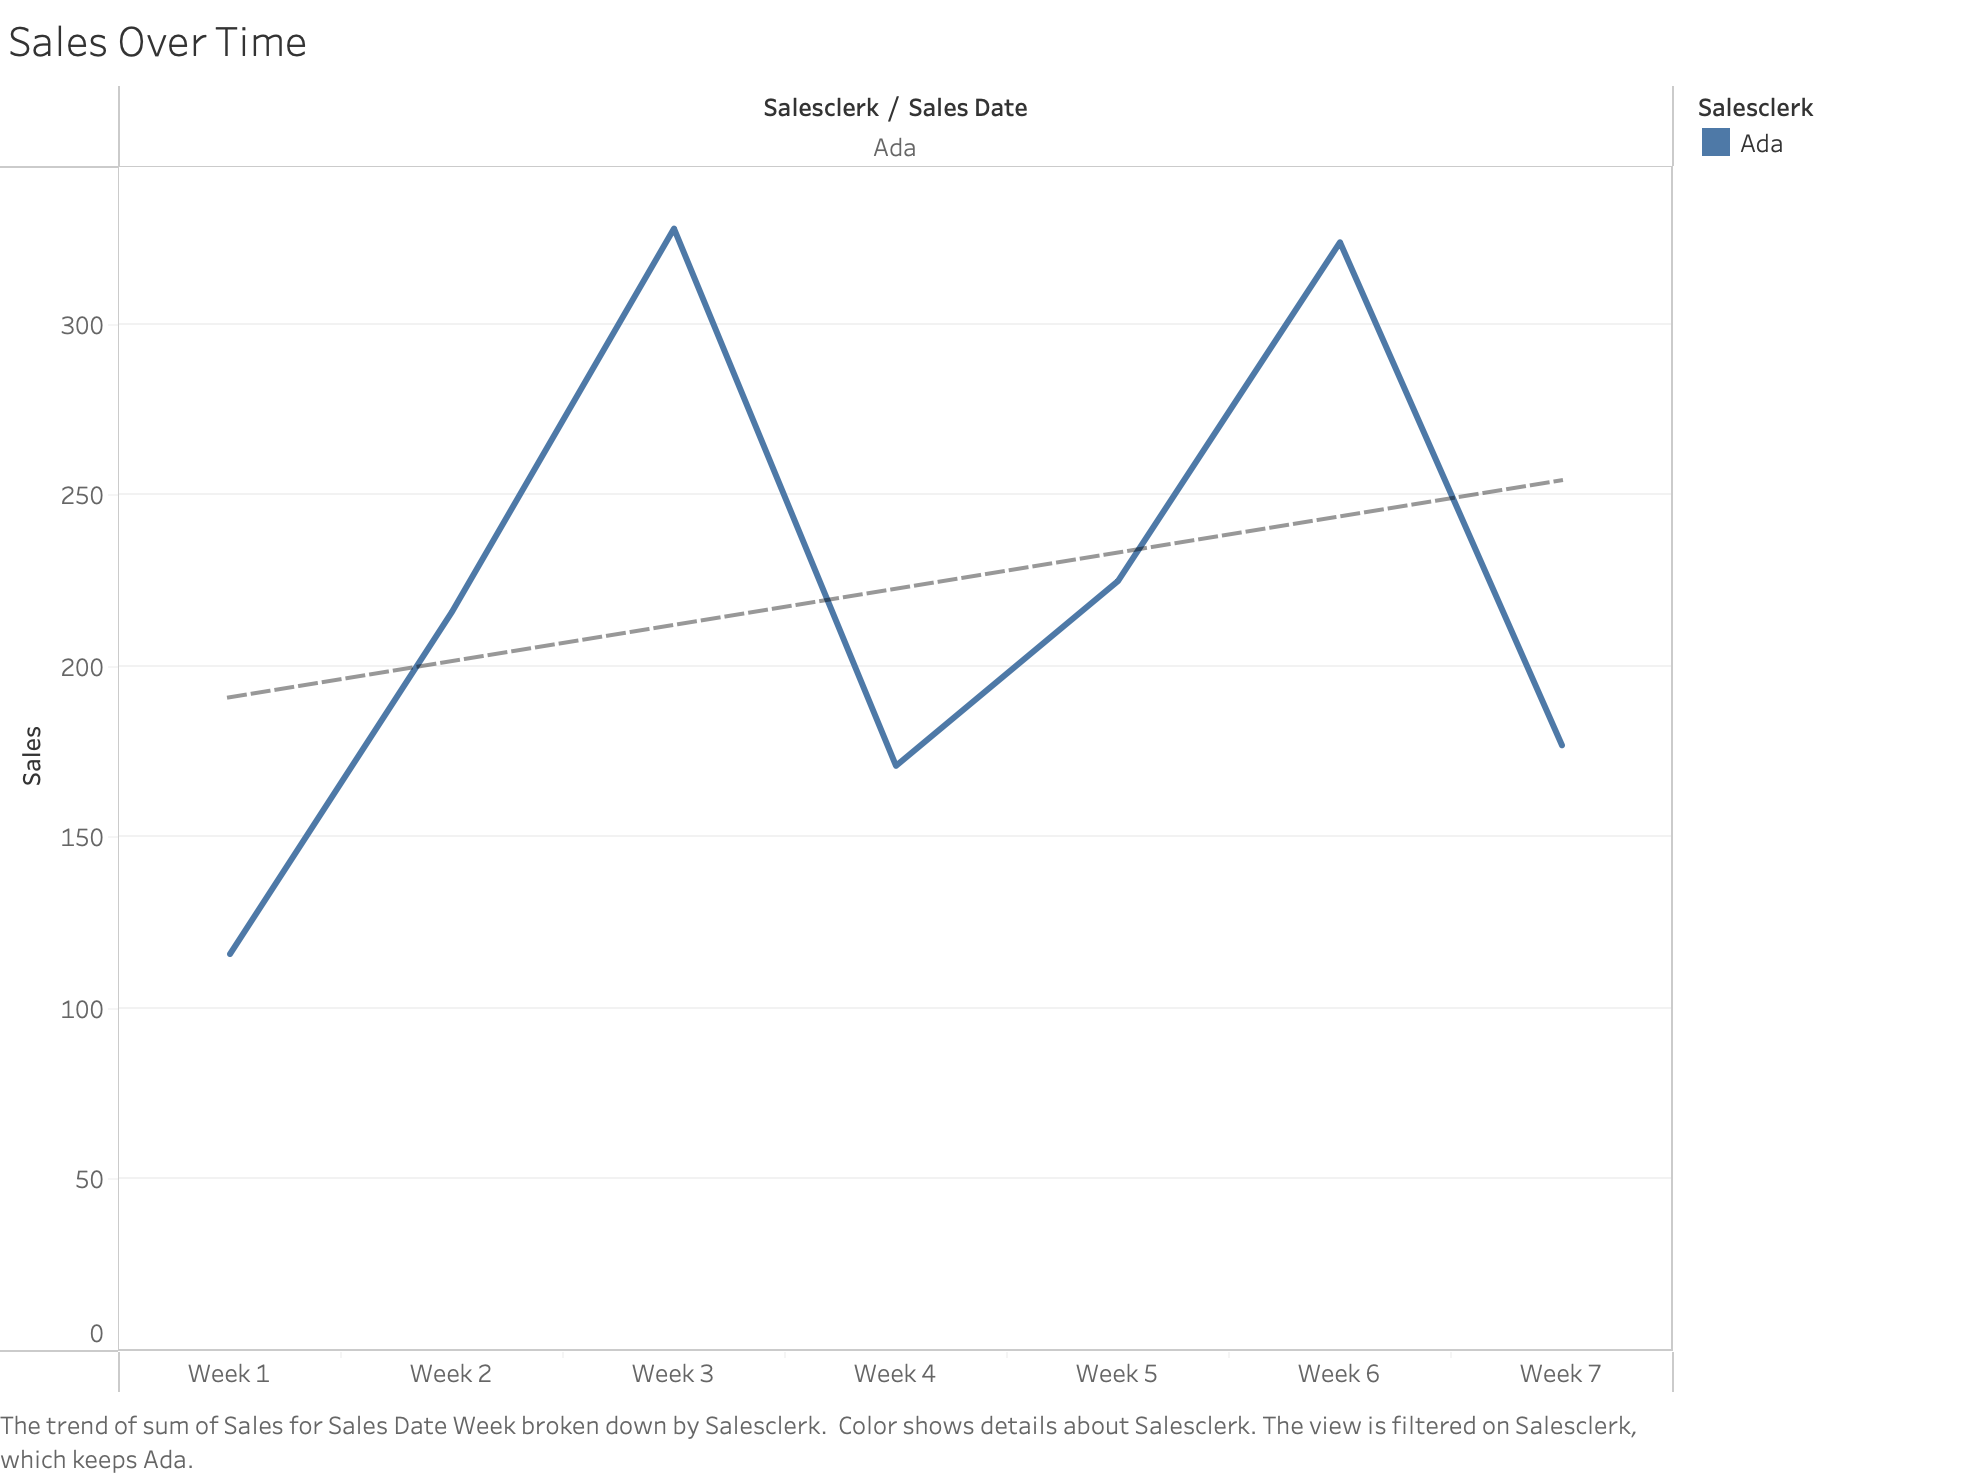 Sales Over Time
Salesclerk / Sales Date
Ada
Salesclerk
Ada
300
250
200
150
100
50
0
Sales
Week 1
Week 2
Week 3
Week 4
Week 5
Week 6
Week 7
The trend of sum of Sales for Sales Date Week broken down by Salesclerk.  Color shows details about Salesclerk. The view is filtered on Salesclerk,
which keeps Ada.